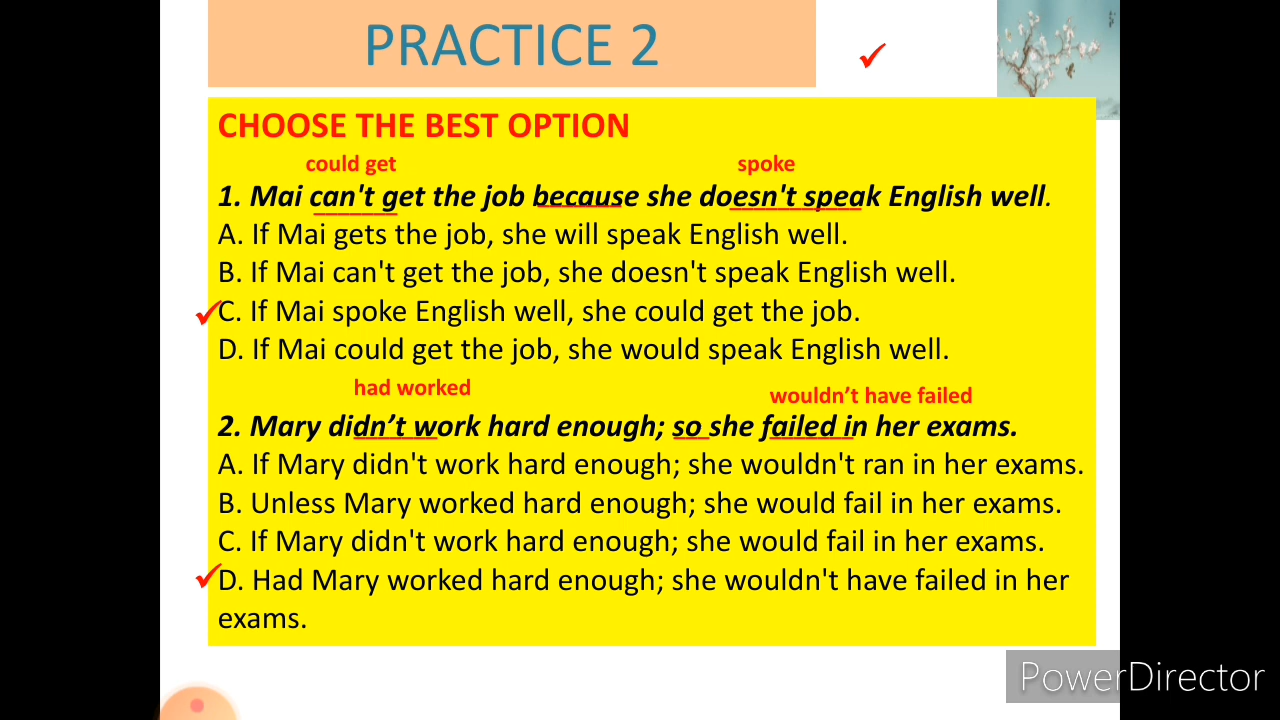 PRACTICE 2
✓
CHOOSE THE BEST OPTION
could get spoke
1. Mai can't get the job because she doesn't speak English well.
A. If Mai gets the job, she will speak English well.
B. If Mai can't get the job, she doesn't speak English well.
✓C. If Mai spoke English well, she could get the job.
D. If Mai could get the job, she would speak English well.
had worked wouldn’t have failed
2. Mary didn’t work hard enough; so she failed in her exams.
A. If Mary didn't work hard enough; she wouldn't ran in her exams.
B. Unless Mary worked hard enough; she would fail in her exams.
C. If Mary didn't work hard enough; she would fail in her exams.
✓D. Had Mary worked hard enough; she wouldn't have failed in her
exams.
PowerDirector